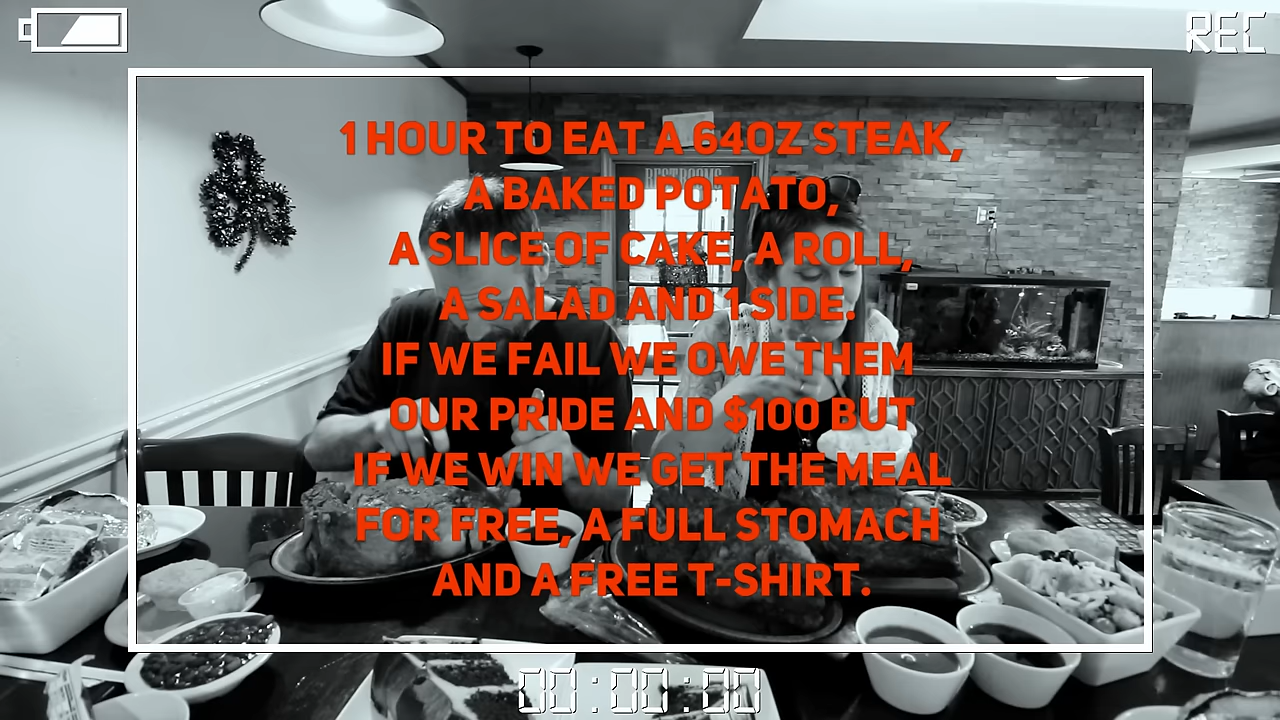 REC
1 HOUR TO EAT A 64OZ STEAK,
RESTROOMS
A BAKED POTATO,
A SLICE OF CAKE, A ROLL,
A SALAD AND 1 SIDE.
IF WE FAIL WE OWE THEM
OUR PRIDE AND $100 BUT
IF WE WIN WE GET THE MEAL
FOR FREE, A FULL STOMACH
AND A FREE T-SHIRT.
00:00:00